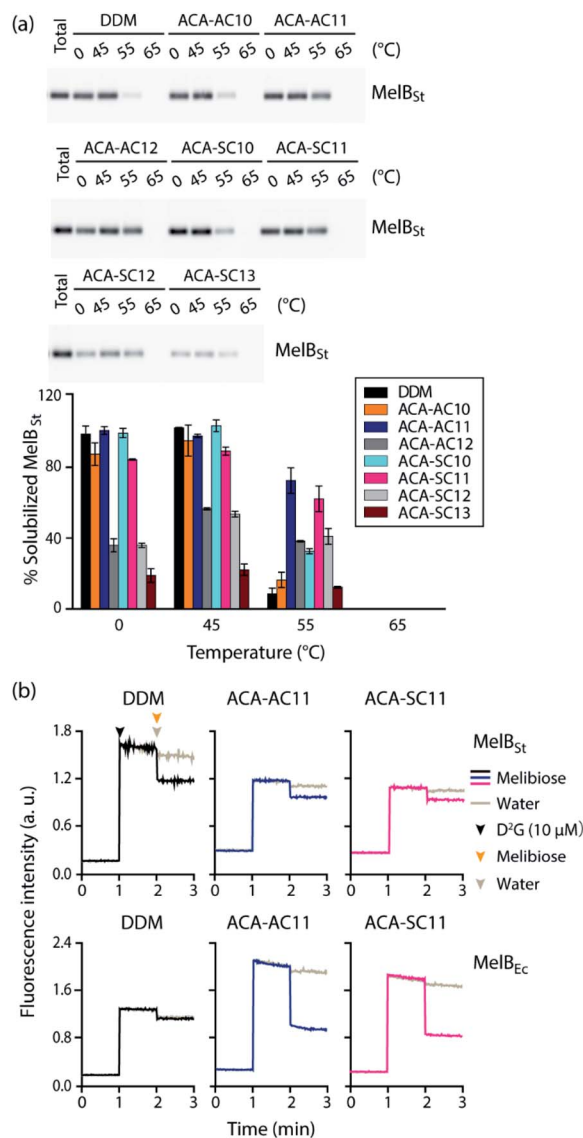 (a)
DDM ACA-AC10 ACA-AC11
Total 0 45 55 65 0 45 55 65 0 45 55 65 (°C)
MelBSt
ACA-AC12 ACA-SC10 ACA-SC11
Total 0 45 55 65 0 45 55 65 0 45 55 65 (°C)
MelBSt
ACA-SC12 ACA-SC13
Total 0 45 55 65 0 45 55 65 (°C)
MelBSt
% Solubilized MelBSt
120
80
40
0
0 45 55 65
Temperature (°C)
DDM
ACA-AC10
ACA-AC11
ACA-AC12
ACA-SC10
ACA-SC11
ACA-SC12
ACA-SC13
(b)
DDM ACA-AC11 ACA-SC11
MelBSt
Melibiose
Water
D²G (10 μM)
Melibiose
Water
1.8
1.2
0.6
0.0
0 1 2 3 0 1 2 3 0 1 2 3
Fluorescence intensity (a. u.)
DDM ACA-AC11 ACA-SC11
MelBEc
2.4
1.6
0.8
0.0
0 1 2 3 0 1 2 3 0 1 2 3
Time (min)